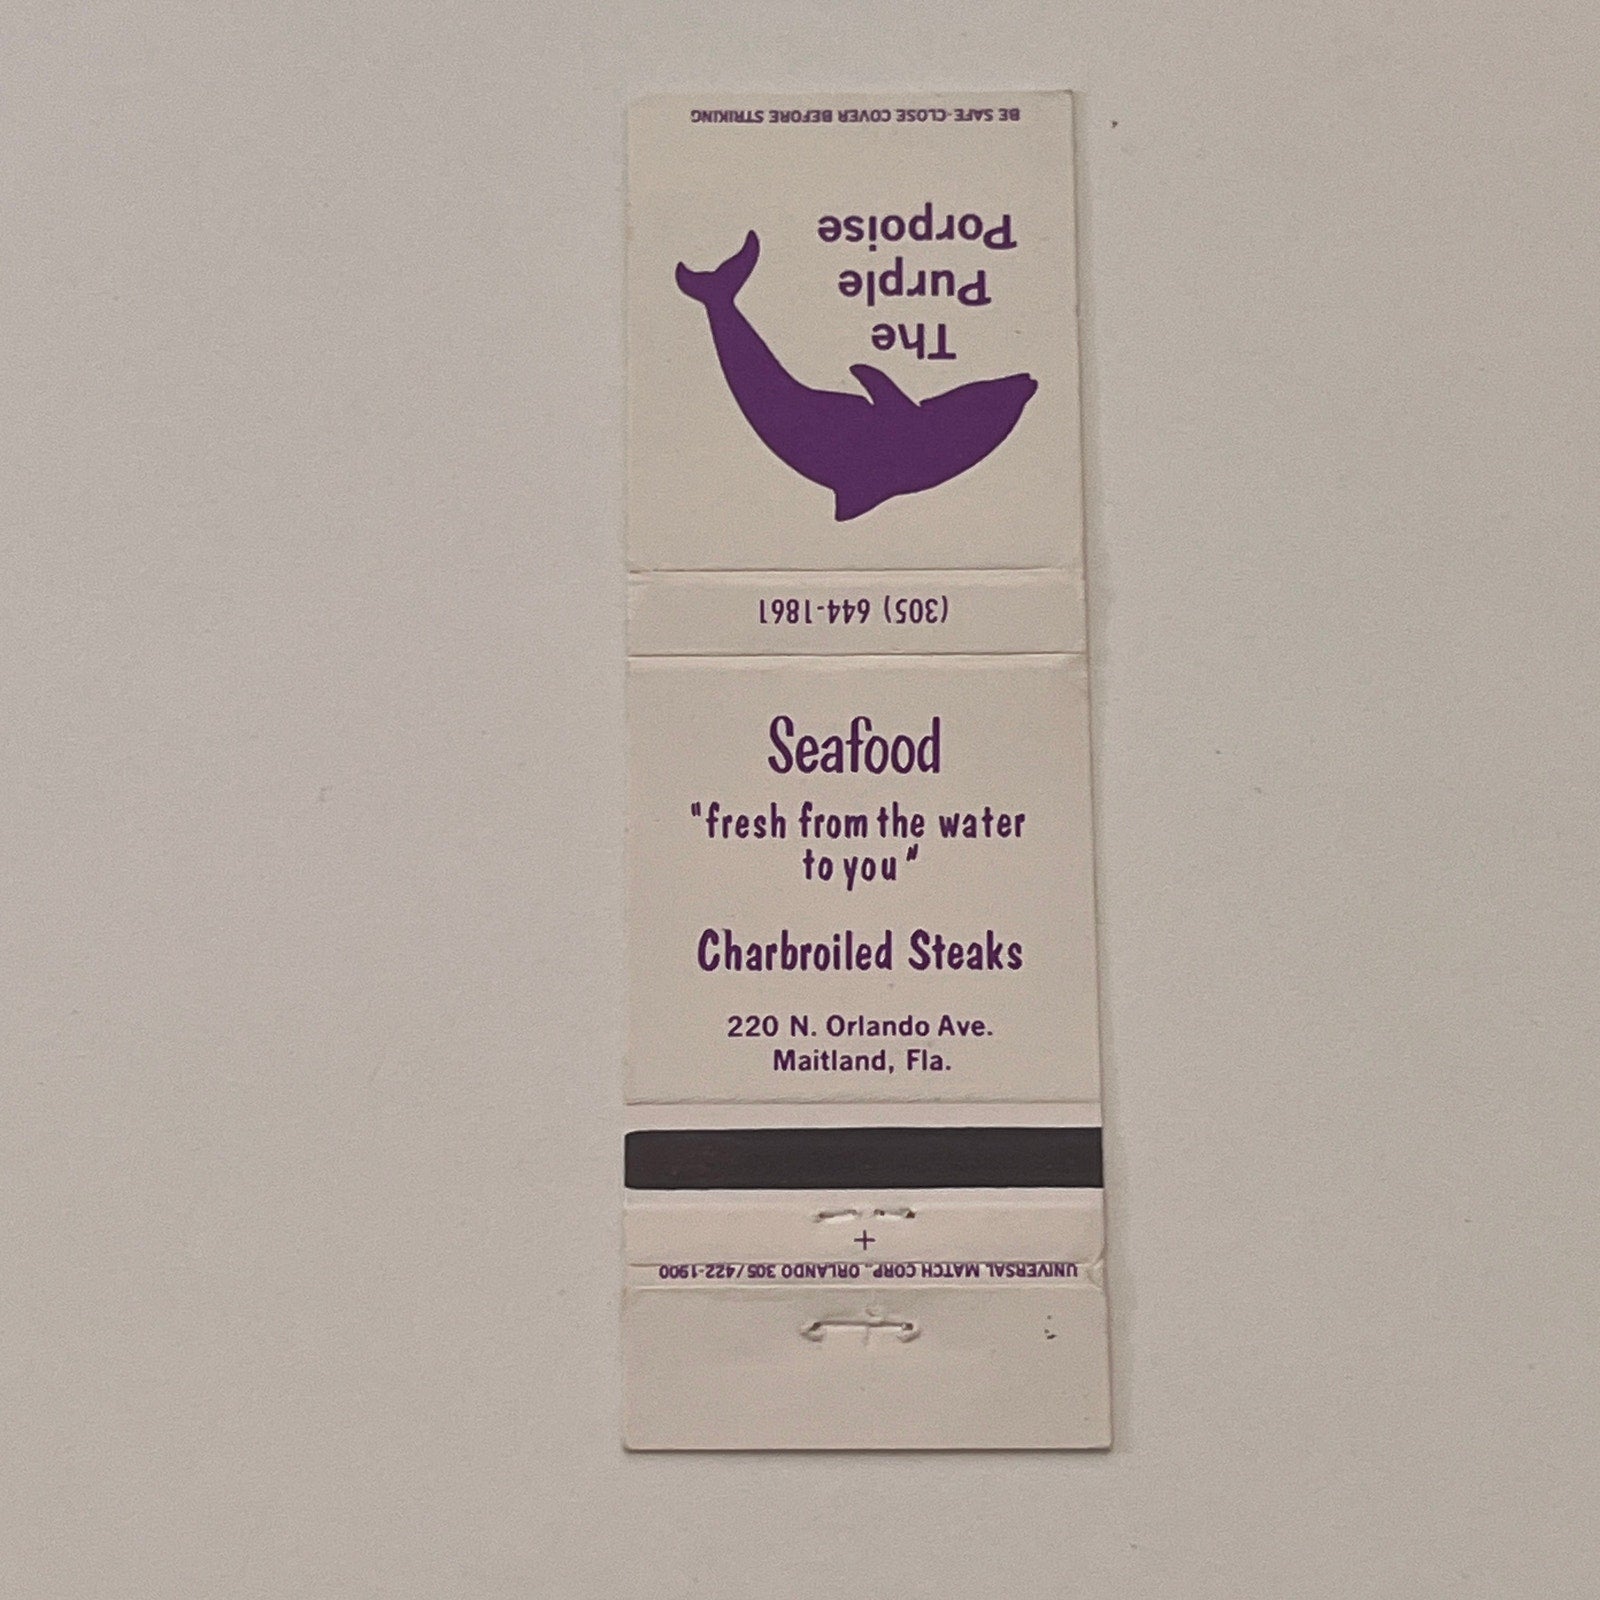 BE SAFE-CLOSE COVER BEFORE STRIKING
The
Purple
Porpoise
(305) 644-1861
Seafood
"fresh from the water
to you"
Charbroiled Steaks
220 N. Orlando Ave.
Maitland, Fla.
+
UNIVERSAL MATCH CORP., ORLANDO 305/422-1900